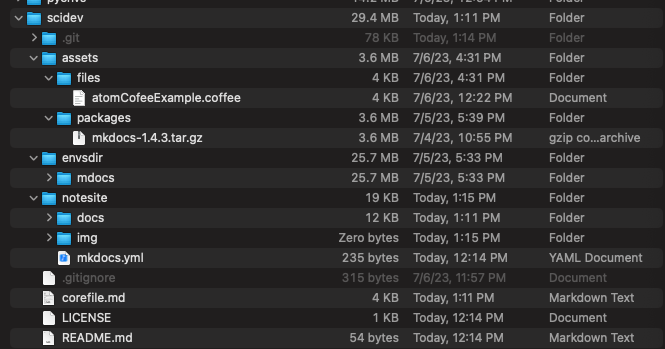 scidev 29.4 MB Today, 1:11 PM Folder
.git 78 KB Today, 1:14 PM Folder
assets 3.6 MB 7/6/23, 4:31 PM Folder
files 4 KB 7/6/23, 4:31 PM Folder
atomCofeeExample.coffee 4 KB 7/6/23, 12:22 PM Document
packages 3.6 MB 7/5/23, 5:39 PM Folder
mkdocs-1.4.3.tar.gz 3.6 MB 7/4/23, 10:55 PM gzip co...archive
envsdir 25.7 MB 7/5/23, 5:33 PM Folder
mdocs 25.7 MB 7/5/23, 5:33 PM Folder
notesite 19 KB Today, 1:15 PM Folder
docs 12 KB Today, 1:11 PM Folder
img Zero bytes Today, 1:15 PM Folder
mkdocs.yml 235 bytes Today, 12:14 PM YAML Document
.gitignore 315 bytes 7/6/23, 11:57 PM Document
corefile.md 4 KB Today, 1:11 PM Markdown Text
LICENSE 1 KB Today, 12:14 PM Document
README.md 54 bytes Today, 12:14 PM Markdown Text